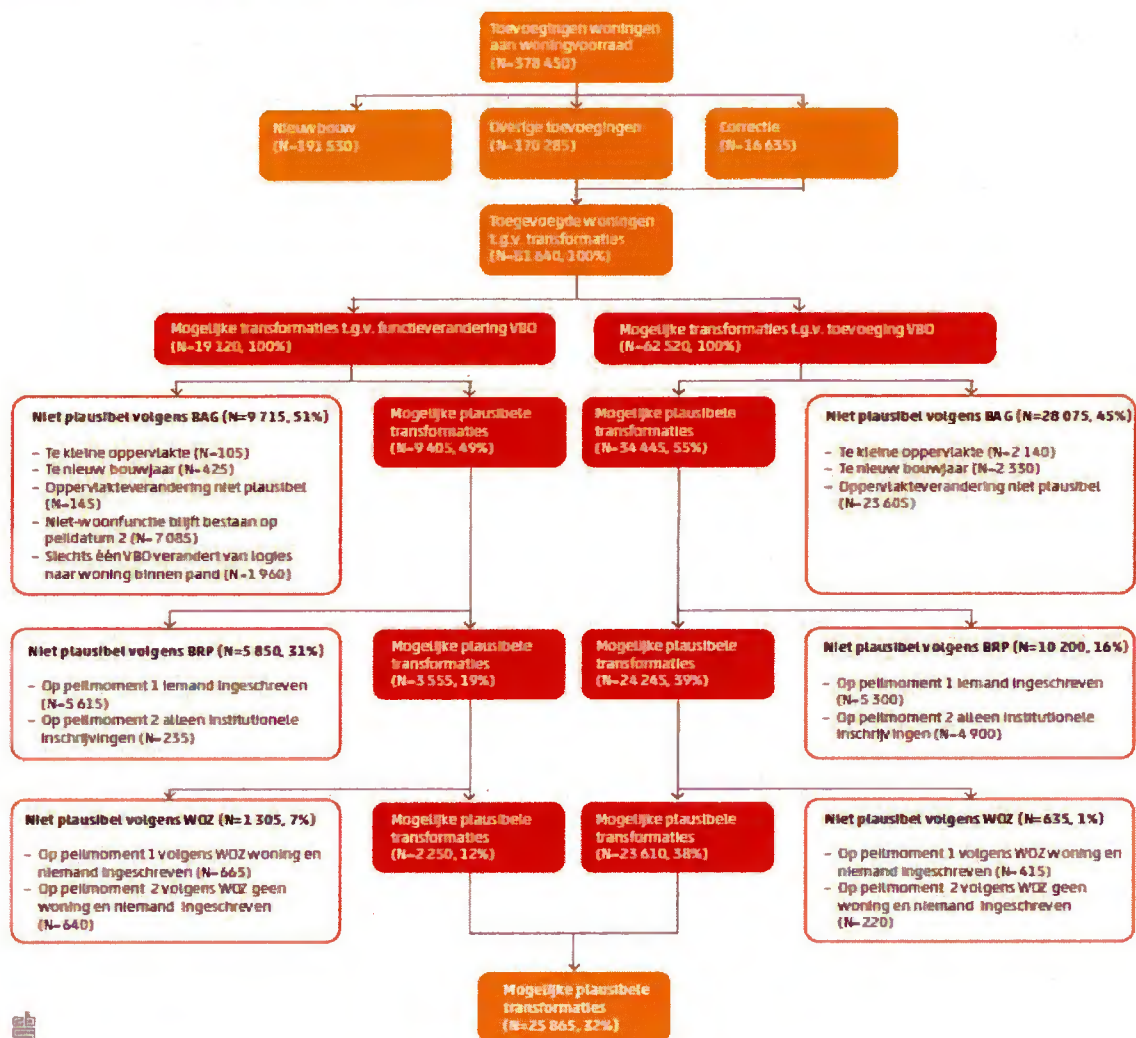 Toevoegingen woningen
aan woningvoorraad
(N=378 450)
Nieuwbouw
(N=191 530)
Overige toevoegingen
(N=170 285)
Correctie
(N=16 635)
Toegevoegde woningen
t.g.v. transformaties
(N=81 640, 100%)
Mogelijke transformaties t.g.v. functieverandering VBO
(N=19 120, 100%)
Mogelijke transformaties t.g.v. toevoeging VBO
(N=62 520, 100%)
Niet plausibel volgens BAG (N=9 715, 51%)
- Te kleine oppervlakte (N=105)
- Te nieuw bouwjaar (N=425)
- Oppervlakteverandering niet plausibel
(N=145)
- Niet-woonfunctie blijft bestaan op
peildatum 2 (N=7 085)
- Slechts één VBO verandert van logies
naar woning binnen pand (N=1 960)
Mogelijke plausibele
transformaties
(N=9 405, 49%)
Mogelijke plausibele
transformaties
(N=34 445, 55%)
Niet plausibel volgens BAG (N=28 075, 45%)
- Te kleine oppervlakte (N=2 140)
- Te nieuw bouwjaar (N=2 330)
- Oppervlakteverandering niet plausibel
(N=23 605)
Niet plausibel volgens BRP (N=5 850, 31%)
- Op peilmoment 1 iemand ingeschreven
(N=5 615)
- Op peilmoment 2 alleen institutionele
inschrijvingen (N=235)
Mogelijke plausibele
transformaties
(N=3 555, 19%)
Mogelijke plausibele
transformaties
(N=24 245, 39%)
Niet plausibel volgens BRP (N=10 200, 16%)
- Op peilmoment 1 iemand ingeschreven
(N=5 300)
- Op peilmoment 2 alleen institutionele
inschrijvingen (N=4 900)
Niet plausibel volgens WOZ (N=1 305, 7%)
- Op peilmoment 1 volgens WOZ woning en
niemand ingeschreven (N=665)
- Op peilmoment 2 volgens WOZ geen
woning en niemand ingeschreven
(N=640)
Mogelijke plausibele
transformaties
(N=2 250, 12%)
Mogelijke plausibele
transformaties
(N=23 610, 38%)
Niet plausibel volgens WOZ (N=635, 1%)
- Op peilmoment 1 volgens WOZ woning en
niemand ingeschreven (N=415)
- Op peilmoment 2 volgens WOZ geen
woning en niemand ingeschreven
(N=220)
Mogelijke plausibele
transformaties
(N=25 865, 32%)